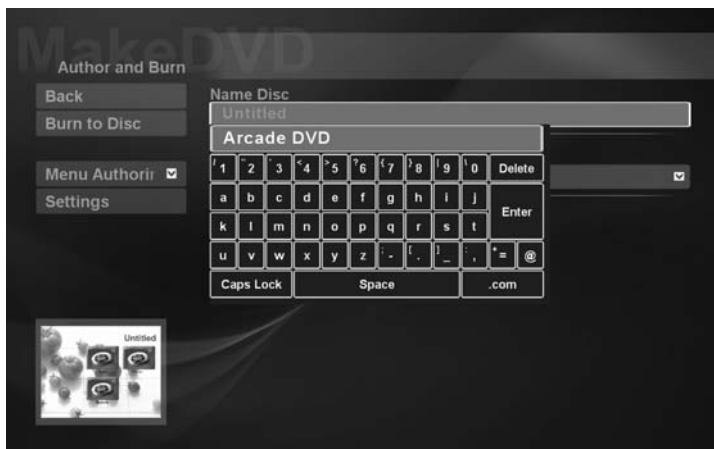 MakeDVD
Author and Burn
Back
Burn to Disc
Menu Authorir
Settings
Name Disc
Untitled
Arcade DVD
1 2 3 < 4 > 5 ? 6 { 7 } 8 | 9 \ 0 Delete
a b c d e f g h i j
Enter
k l m n o p q r s t
u v w x y z - [ . ] _ , = @
Caps Lock Space .com
Untitled